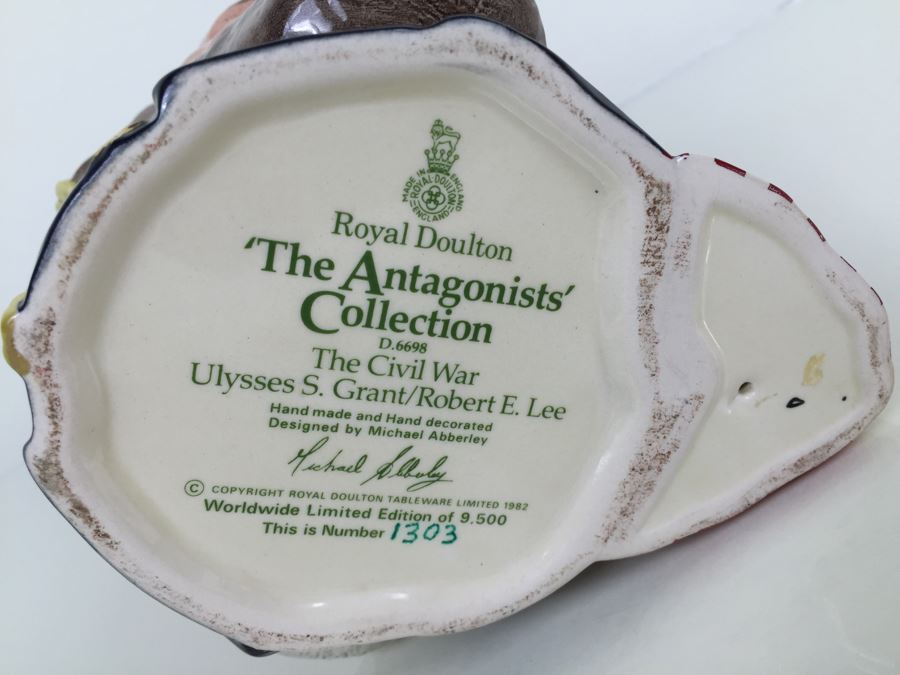 MADE IN ENGLAND
ROYAL·DOULTON
ENGLAND
Royal Doulton
'The Antagonists'
Collection
D.6698
The Civil War
Ulysses S. Grant/Robert E. Lee
Hand made and Hand decorated
Designed by Michael Abberley
Michael Abberley
© COPYRIGHT ROYAL DOULTON TABLEWARE LIMITED 1982
Worldwide Limited Edition of 9.500
This is Number 1303